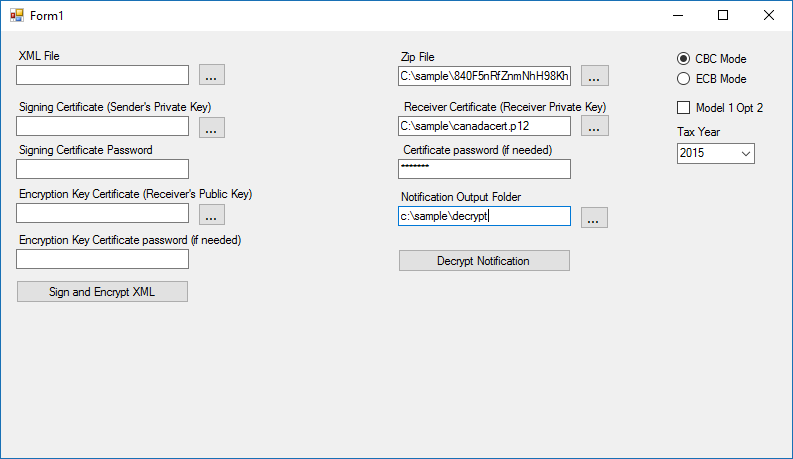 Form1
XML File
...
Signing Certificate (Sender's Private Key)
...
Signing Certificate Password
Encryption Key Certificate (Receiver's Public Key)
...
Encryption Key Certificate password (if needed)
Sign and Encrypt XML
Zip File
C:\sample\840F5nRfZnmNhH98Kh
...
Receiver Certificate (Receiver Private Key)
C:\sample\canadacert.p12
...
Certificate password (if needed)
*******
Notification Output Folder
c:\sample\decrypt
...
Decrypt Notification
CBC Mode
ECB Mode
Model 1 Opt 2
Tax Year
2015